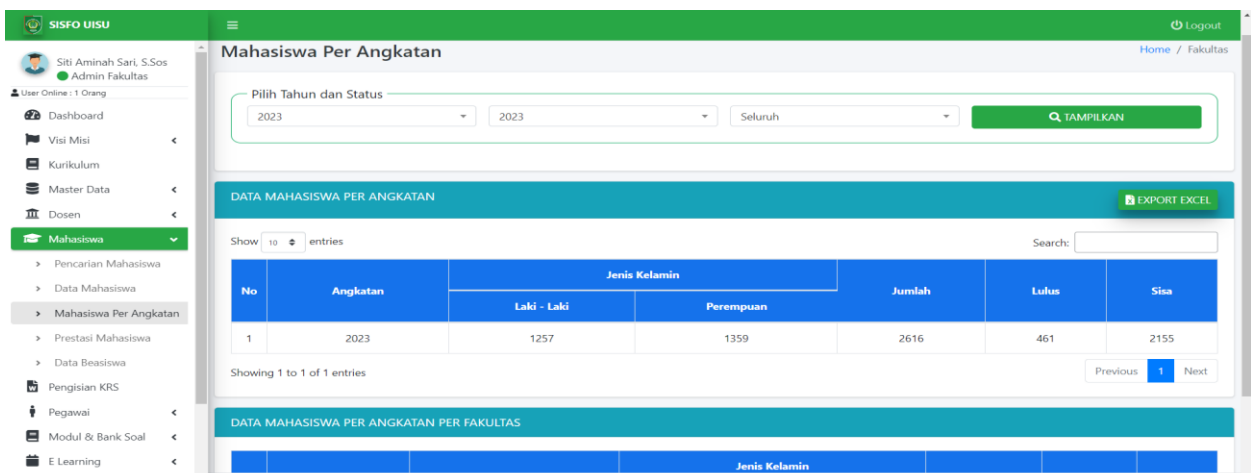 SISFO UISU
Logout
Siti Aminah Sari, S.Sos
Admin Fakultas
User Online : 1 Orang
Dashboard
Visi Misi
Kurikulum
Master Data
Dosen
Mahasiswa
Pencarian Mahasiswa
Data Mahasiswa
Mahasiswa Per Angkatan
Prestasi Mahasiswa
Data Beasiswa
Pengisian KRS
Pegawai
Modul & Bank Soal
E Learning
Mahasiswa Per Angkatan
Home / Fakultas
Pilih Tahun dan Status
2023 2023 Seluruh TAMPILKAN
DATA MAHASISWA PER ANGKATAN
EXPORT EXCEL
Show 10 entries Search:
No Angkatan Jenis Kelamin Jumlah Lulus Sisa
Laki - Laki Perempuan
1 2023 1257 1359 2616 461 2155
Showing 1 to 1 of 1 entries
Previous 1 Next
DATA MAHASISWA PER ANGKATAN PER FAKULTAS
Jenis Kelamin